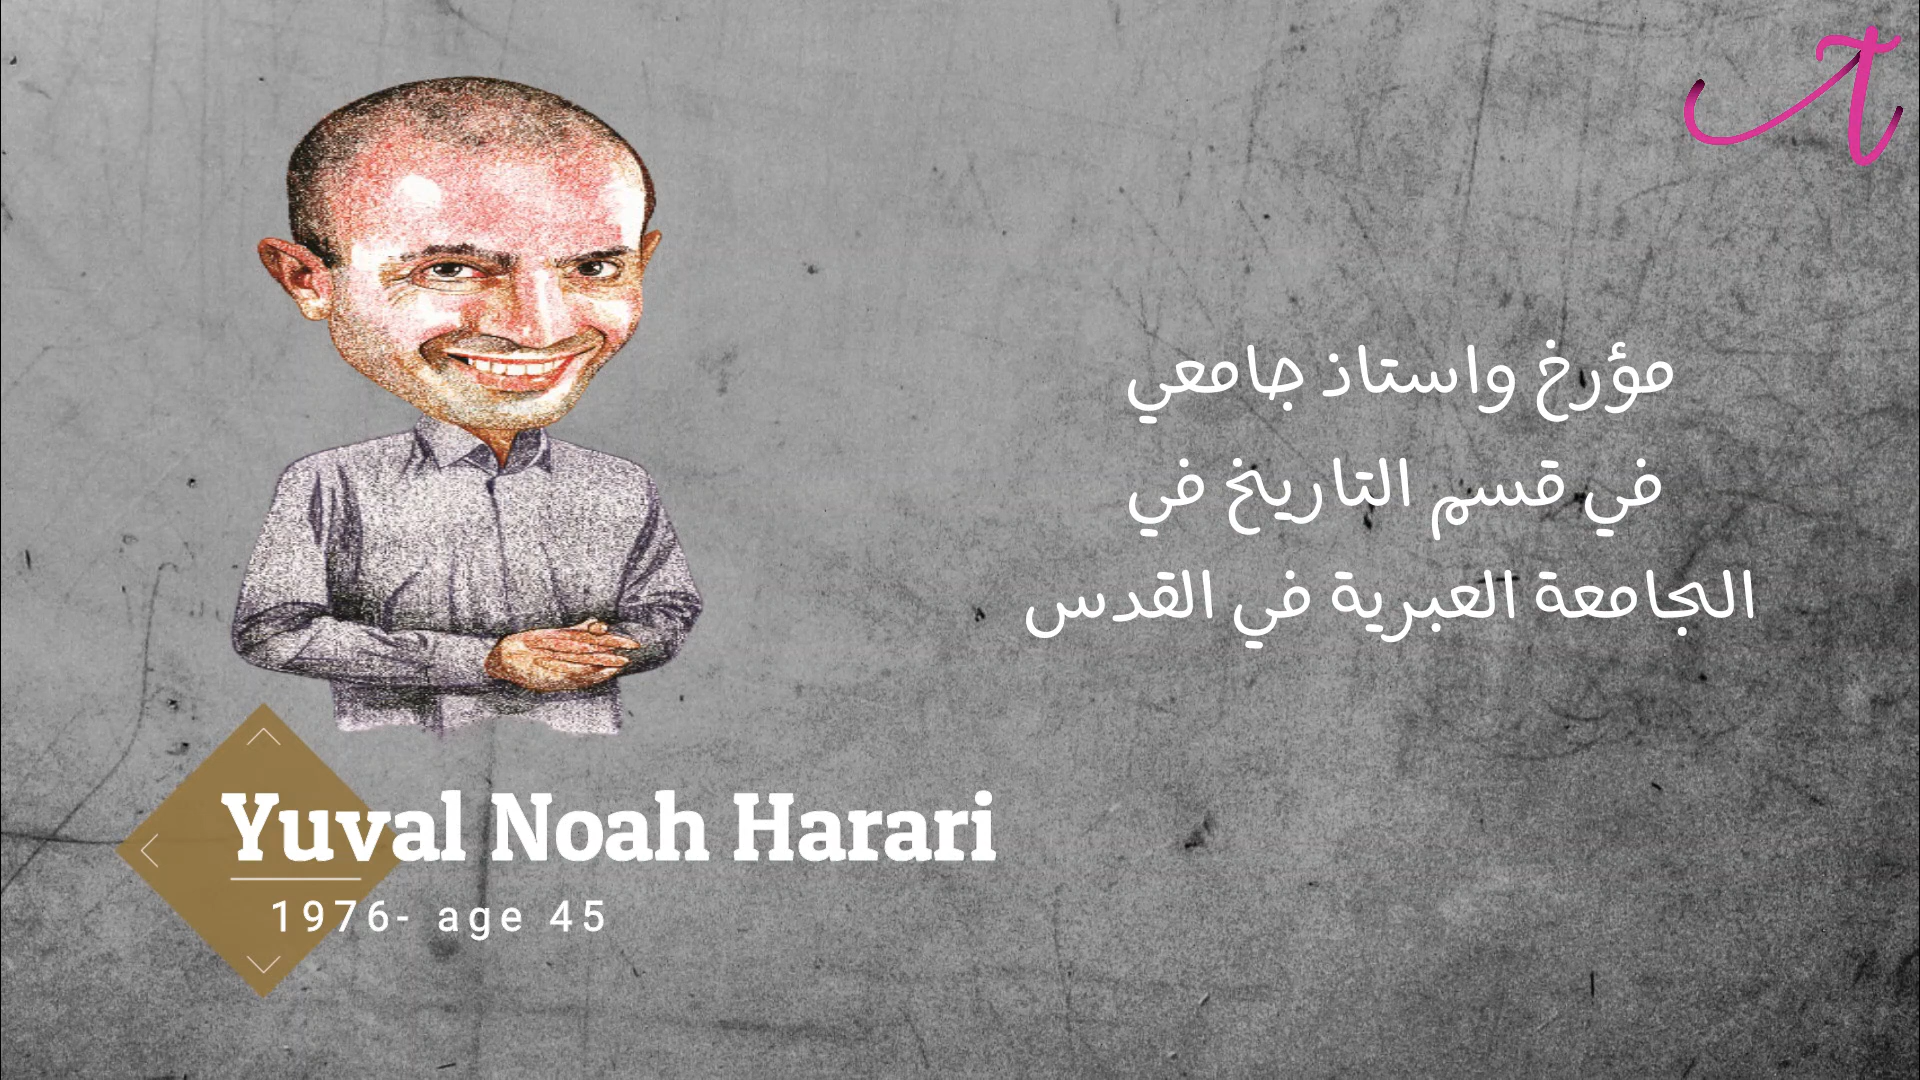 مؤرخ واستاذ جامعي
في قسم التاريخ في
الجامعة العبرية في القدس
Yuval Noah Harari
1976- age 45